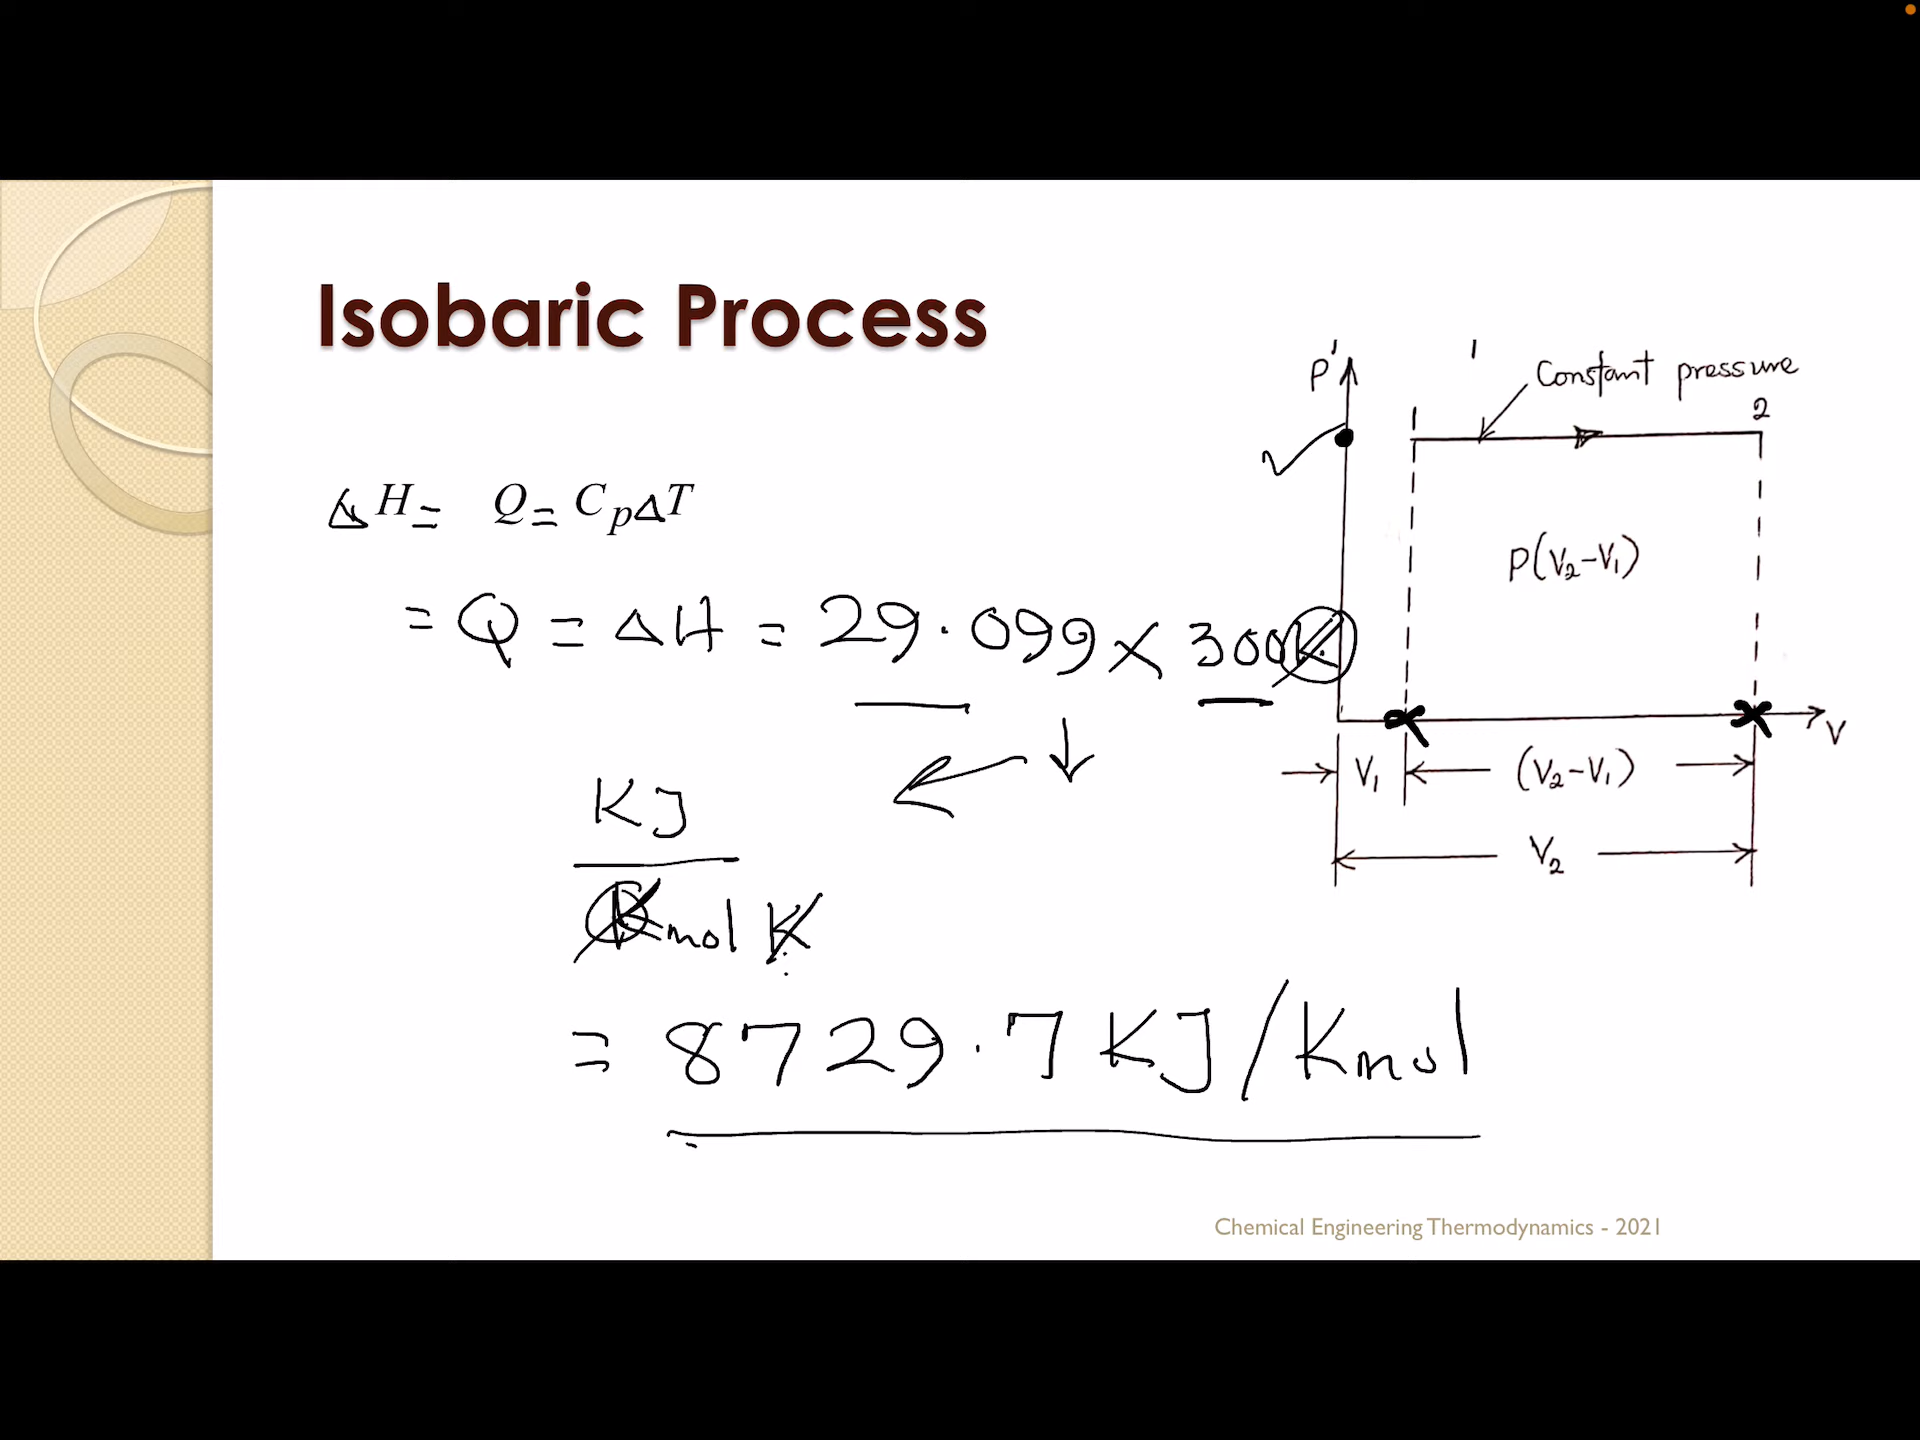 Isobaric Process
P'
1
Constant pressure
2
ΔH = Q = CpΔT
P(V2-V1)
= Q = ΔH = 29.099 × 300K
V
V1
(V2-V1)
KJ
Kmol K
V2
= 8729.7 KJ/Kmol
Chemical Engineering Thermodynamics - 2021